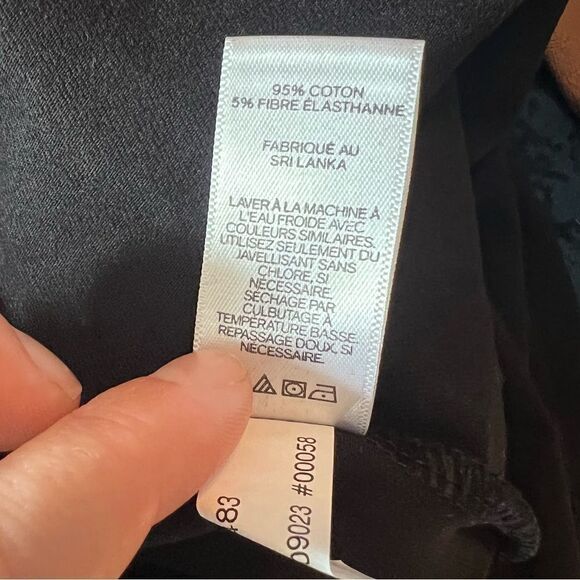 95% COTON
5% FIBRE ÉLASTHANNE
FABRIQUÉ AU
SRI LANKA
LAVER À LA MACHINE À
L'EAU FROIDE AVEC
COULEURS SIMILAIRES.
UTILISEZ SEULEMENT DU
JAVELLISANT SANS
CHLORE, SI
NÉCESSAIRE
SÉCHAGE PAR
CULBUTAGE À
TEMPÉRATURE BASSE.
REPASSAGE DOUX, SI
NÉCESSAIRE.
83
D9023 #00058